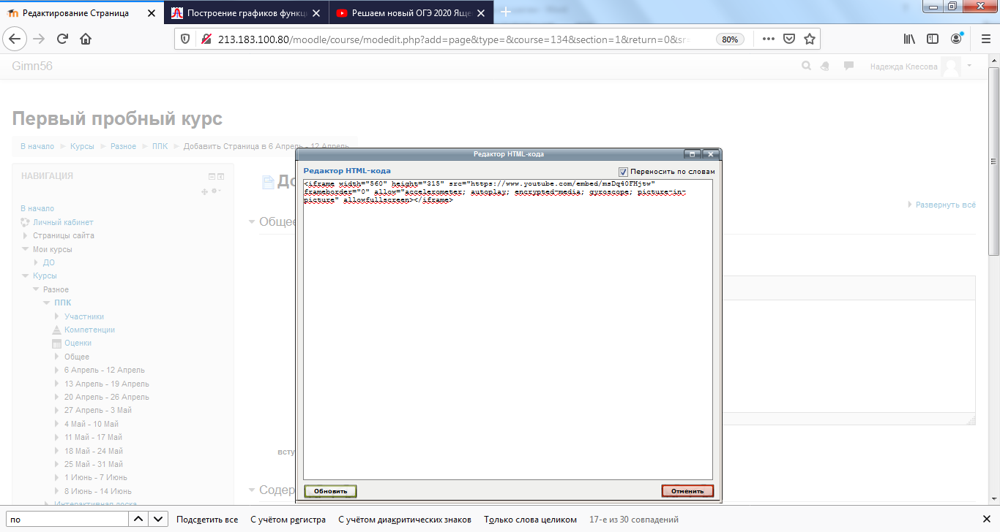 Редактирование Страница
Построение графиков функц
Решаем новый ОГЭ 2020 Яще
213.183.100.80/moodle/course/modedit.php?add=page&type=&course=134&section=1&return=0&sr
80%
Gimn56
Надежда Клесова
Первый пробный курс
В начало
Курсы
Разное
ППК
Добавить Страница в 6 Апрель - 12 Апрель
НАВИГАЦИЯ
В начало
Личный кабинет
Страницы сайта
Мои курсы
ДО
Курсы
Разное
ППК
Участники
Компетенции
Оценки
Общее
6 Апрель - 12 Апрель
13 Апрель - 19 Апрель
20 Апрель - 26 Апрель
27 Апрель - 3 Май
4 Май - 10 Май
11 Май - 17 Май
18 Май - 24 Май
25 Май - 31 Май
1 Июнь - 7 Июнь
8 Июнь - 14 Июнь
Интерактивная доска
До
Развернуть всё
Общее
всту
Содер
Редактор HTML-кода
Редактор HTML-кода
Переносить по словам
<iframe width="560" height="315" src="https://www.youtube.com/embed/msDq40FHjtw"
frameborder="0" allow="accelerometer; autoplay; encrypted-media; gyroscope; picture-in-
picture" allowfullscreen></iframe>
Обновить
Отменить
по
Подсветить все
С учётом регистра
С учётом диакритических знаков
Только слова целиком
17-е из 30 совпадений